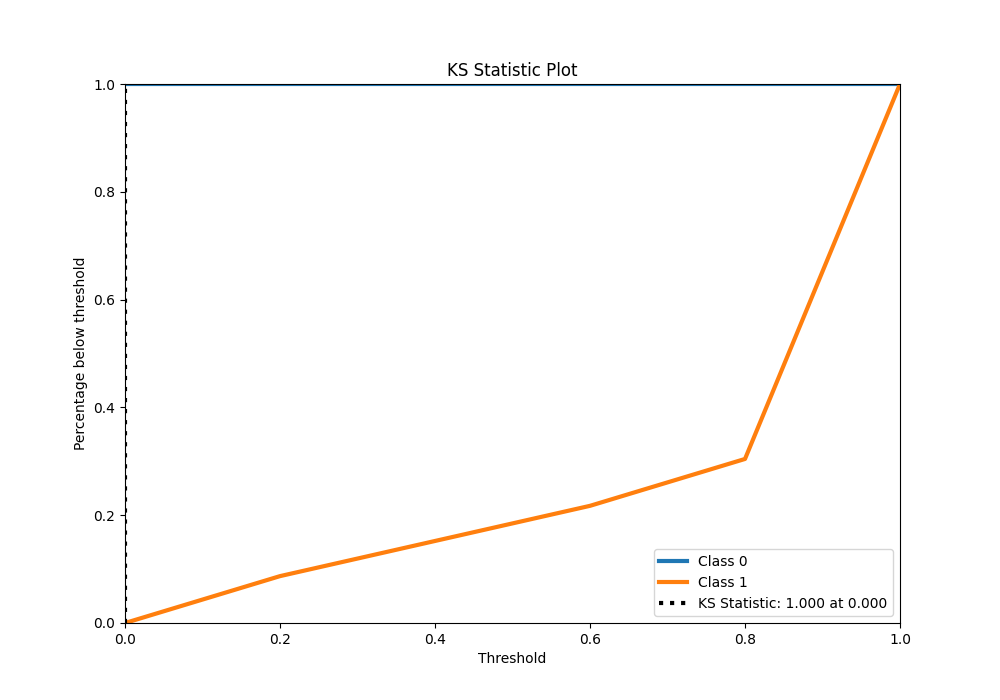 KS Statistic Plot
1.0
0.8
0.6
0.4
0.2
0.0
Percentage below threshold
0.0 0.2 0.4 0.6 0.8 1.0
Threshold
Class 0
Class 1
KS Statistic: 1.000 at 0.000